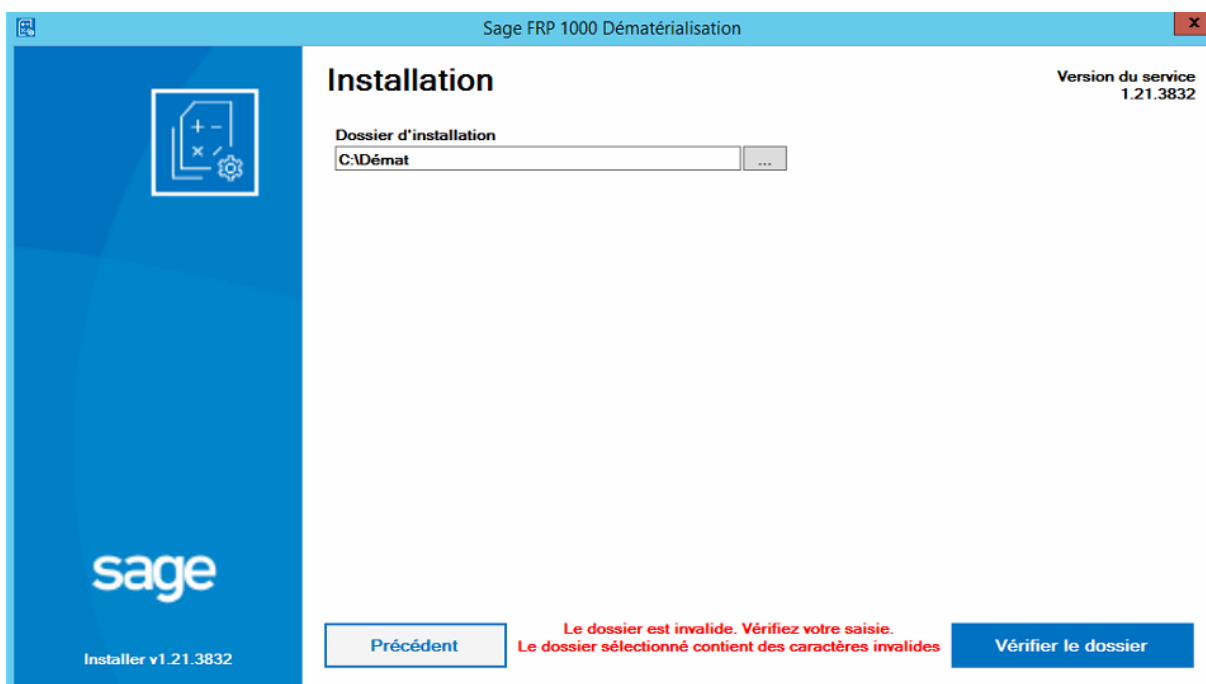 Sage FRP 1000 Dématérialisation
x
Installation
Version du service
1.21.3832
Dossier d'installation
C:\Démat
...
sage
Installer v1.21.3832
Précédent
Le dossier est invalide. Vérifiez votre saisie.
Le dossier sélectionné contient des caractères invalides
Vérifier le dossier